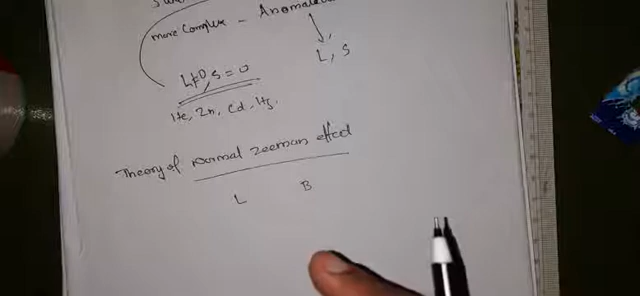 more Complex - Anomalous
L, S
L≠0, S = 0
He, Zn, Cd, Hg.
Theory of normal zeeman effect
L B